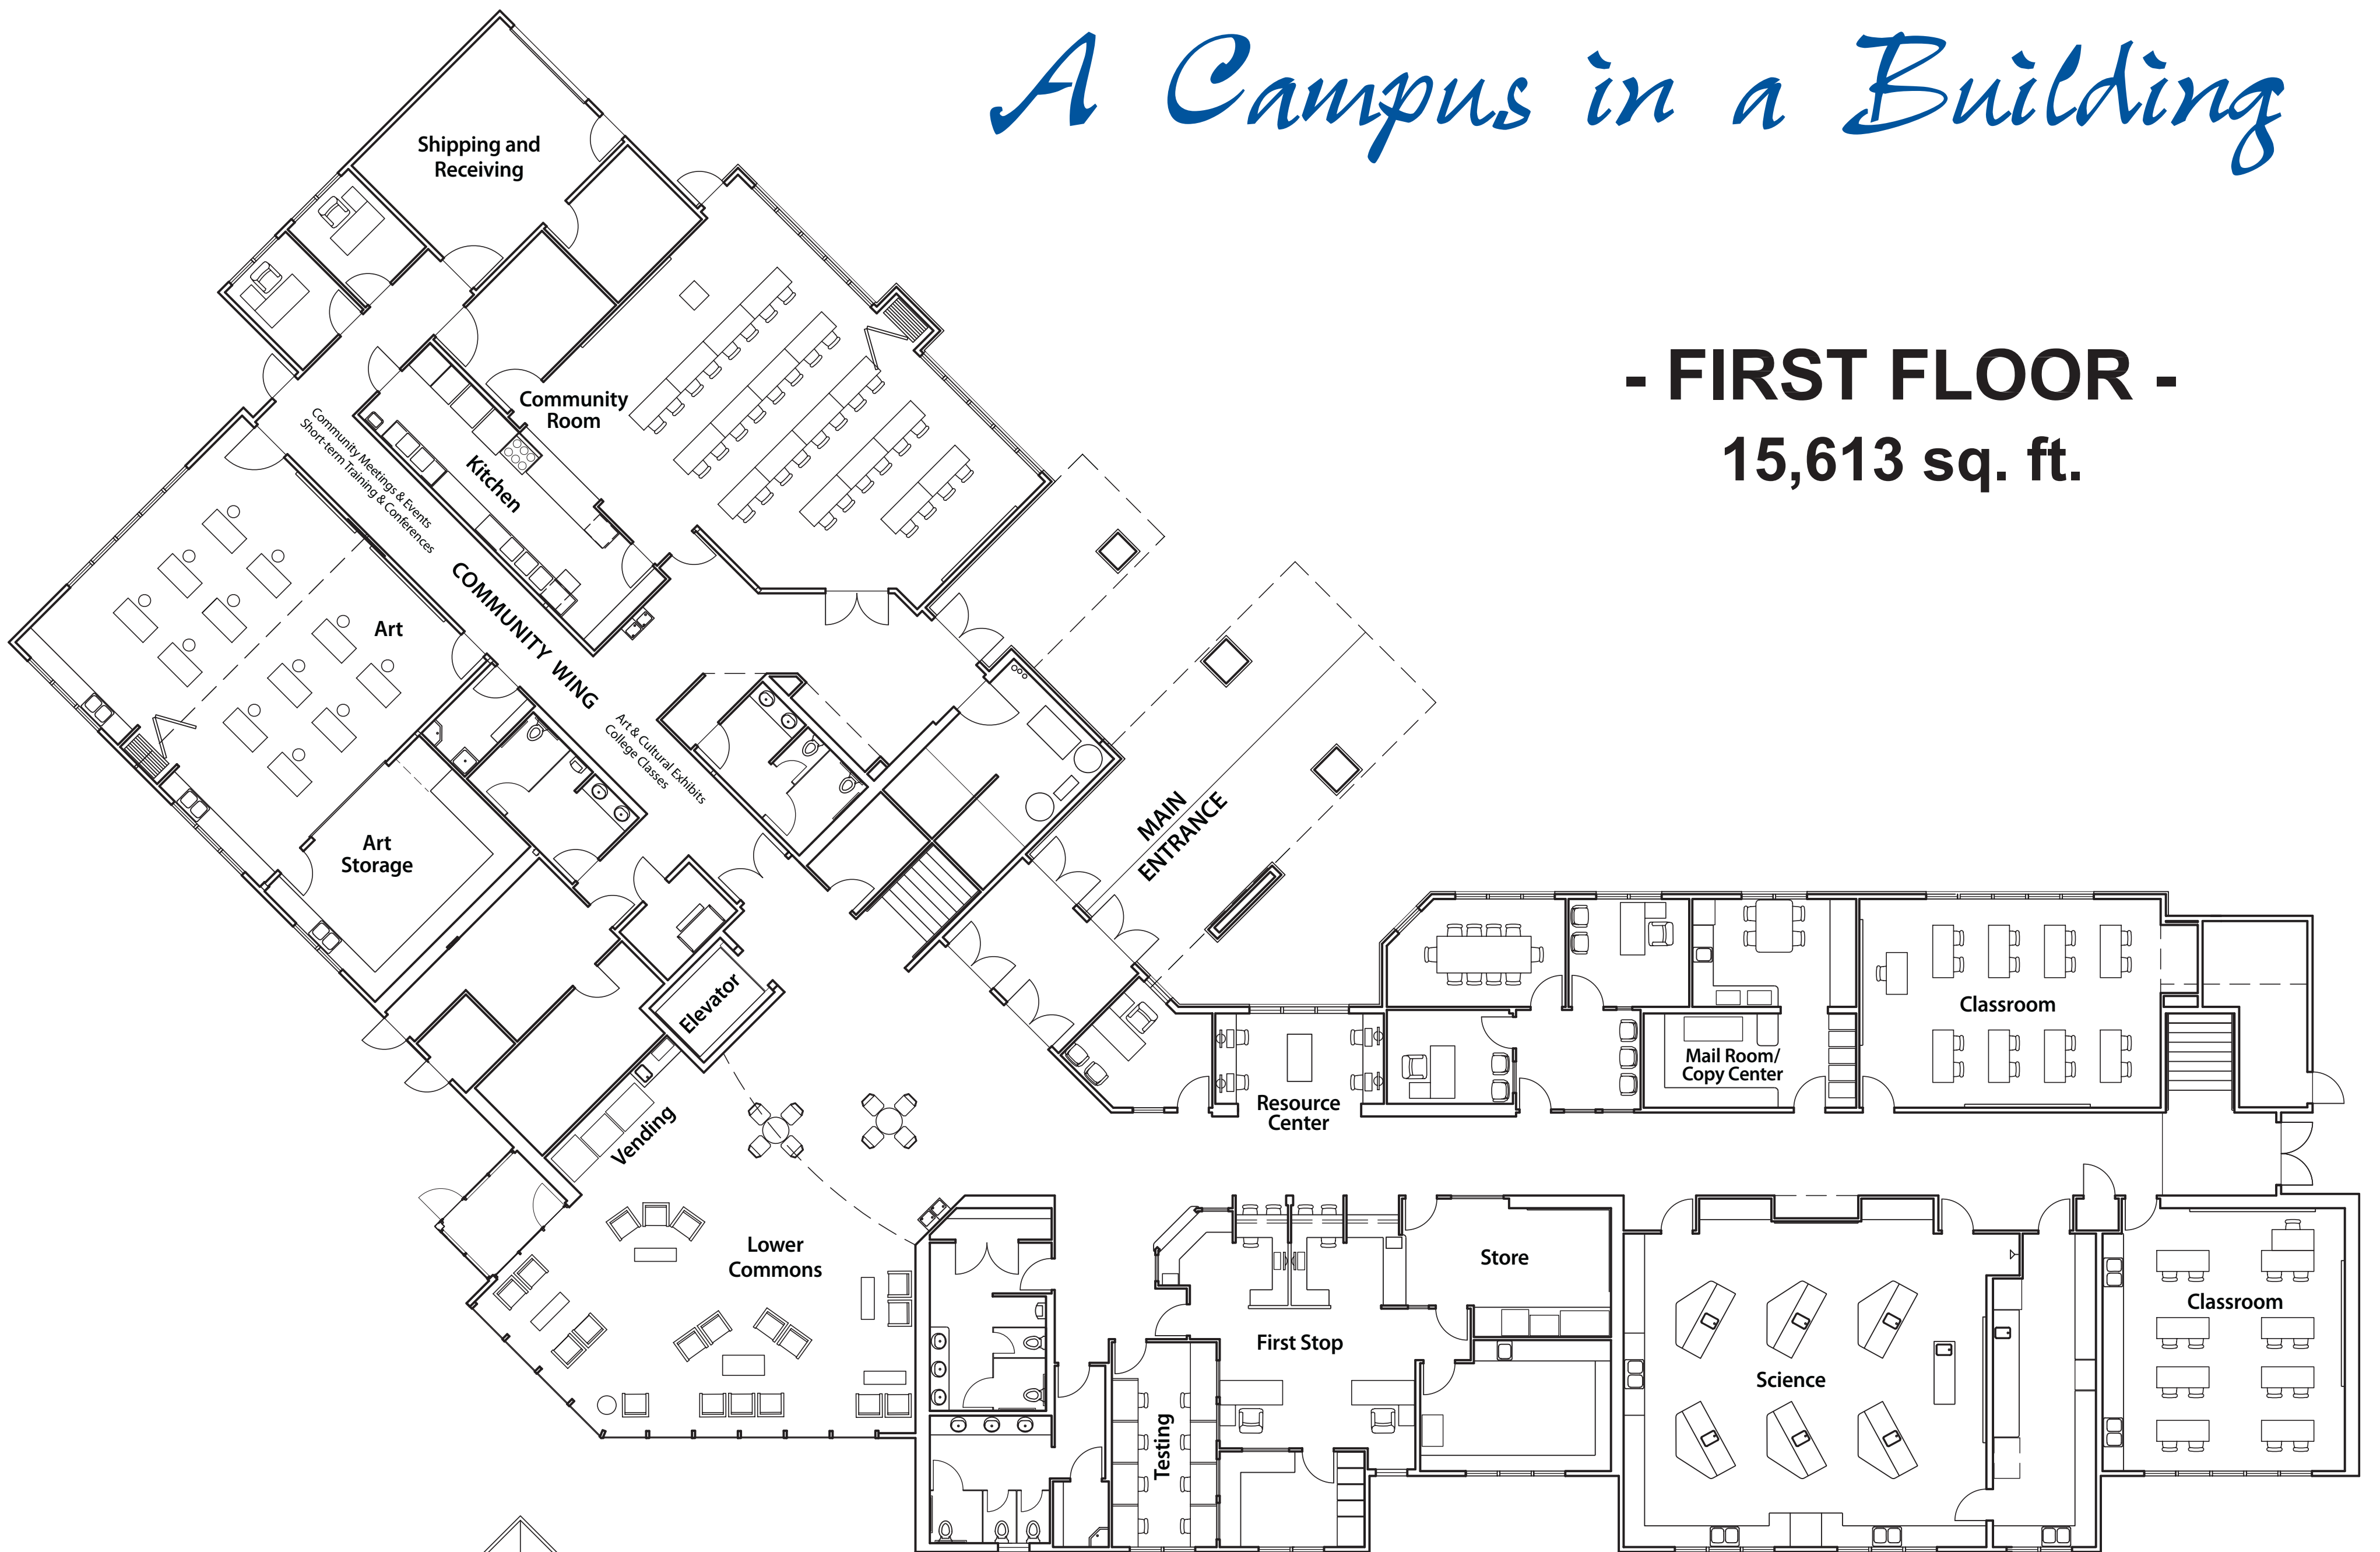 A Campus in a Building
- FIRST FLOOR -
15,613 sq. ft.
Shipping and
Receiving
Community
Room
Kitchen
Community Meetings & Events
Short-term Training & Conferences
COMMUNITY WING
Art & Cultural Exhibits
College Classes
Art
Art
Storage
MAIN
ENTRANCE
Elevator
Vending
Lower
Commons
Resource
Center
Mail Room/
Copy Center
Classroom
Store
First Stop
Testing
Science
Classroom